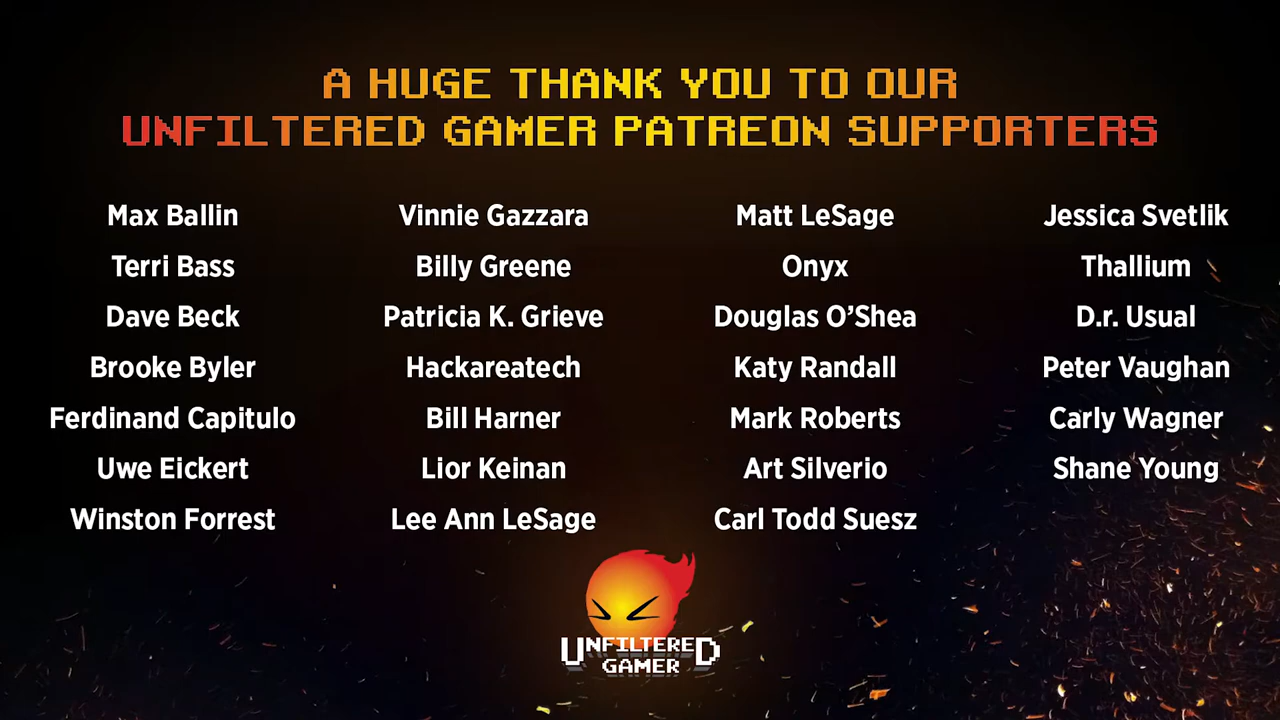 A HUGE THANK YOU TO OUR
UNFILTERED GAMER PATREON SUPPORTERS
Max Ballin
Terri Bass
Dave Beck
Brooke Byler
Ferdinand Capitulo
Uwe Eickert
Winston Forrest
Vinnie Gazzara
Billy Greene
Patricia K. Grieve
Hackareatech
Bill Harner
Lior Keinan
Lee Ann LeSage
Matt LeSage
Onyx
Douglas O’Shea
Katy Randall
Mark Roberts
Art Silverio
Carl Todd Suesz
Jessica Svetlik
Thallium
D.r. Usual
Peter Vaughan
Carly Wagner
Shane Young
UNFILTERED
GAMER